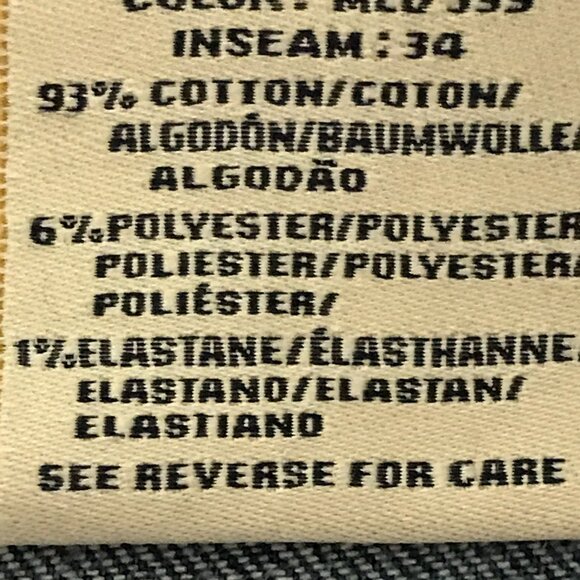 INSEAM: 34
93% COTTON/COTON/
ALGODÓN/BAUMWOLLE/
ALGODÃO
6% POLYESTER/POLYESTER
POLIESTER/POLYESTER/
POLIÉSTER/
1% ELASTANE/ÉLASTHANNE/
ELASTANO/ELASTAN/
ELASTIANO
SEE REVERSE FOR CARE